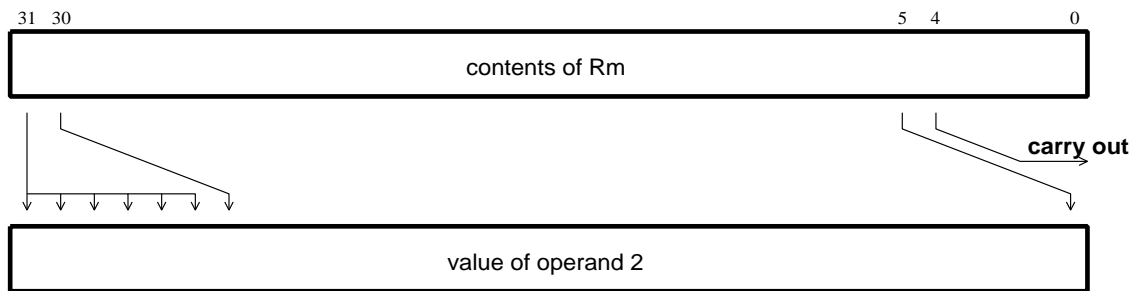 31 30 5 4 0
contents of Rm
carry out
value of operand 2